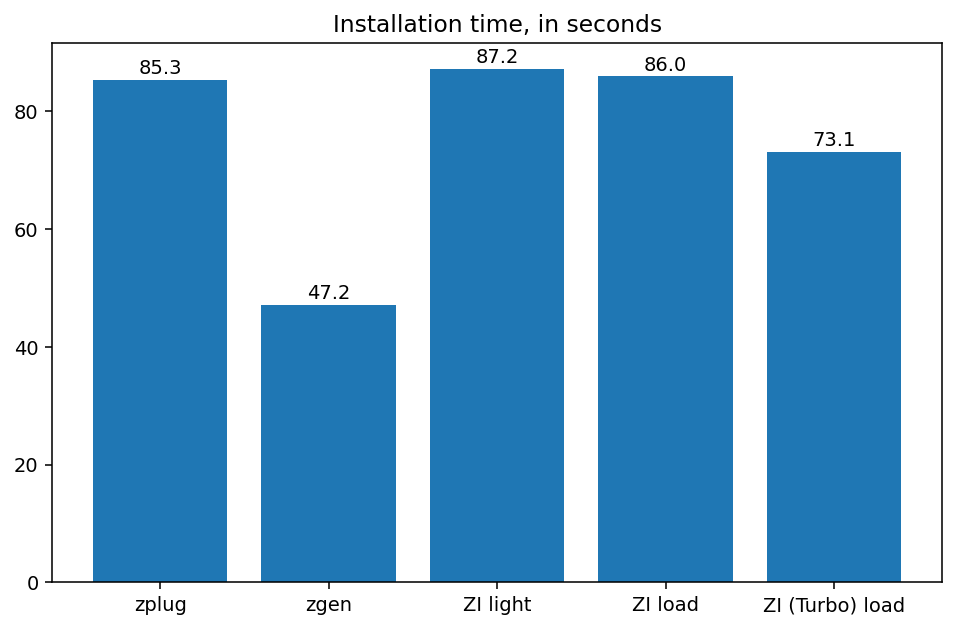 Installation time, in seconds
85.3
47.2
87.2
86.0
73.1
80
60
40
20
0
zplug
zgen
ZI light
ZI load
ZI (Turbo) load